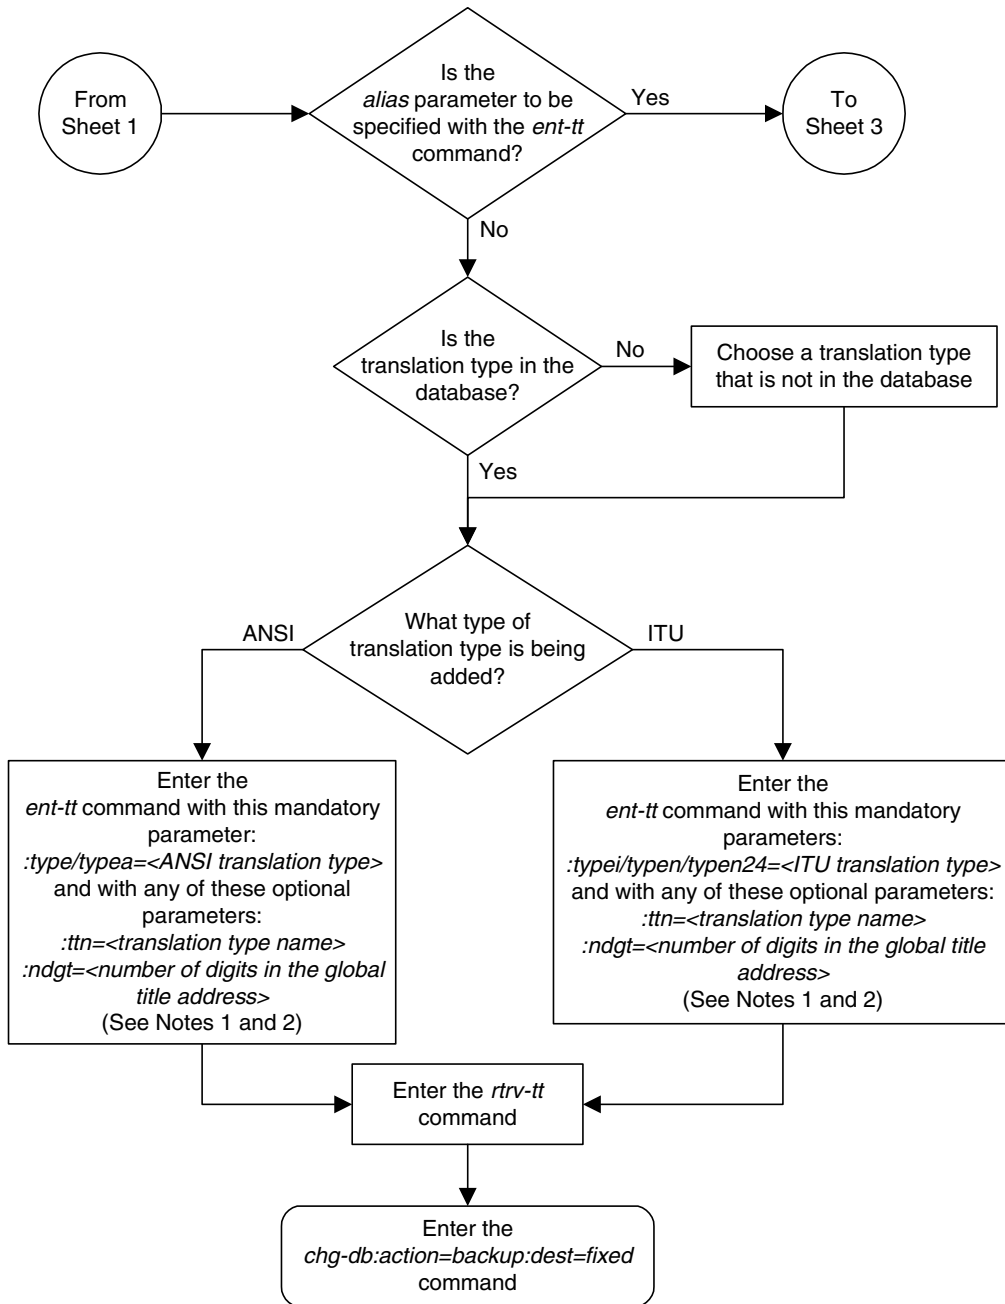 From
Sheet 1
Is the
alias parameter to be
specified with the ent-tt
command?
Yes
To
Sheet 3
No
Is the
translation type in the
database?
No
Choose a translation type
that is not in the database
Yes
What type of
translation type is being
added?
ANSI
ITU
Enter the
ent-tt command with this mandatory
parameter:
:type/typea=<ANSI translation type>
and with any of these optional
parameters:
:ttn=<translation type name>
:ndgt=<number of digits in the global
title address>
(See Notes 1 and 2)
Enter the
ent-tt command with this mandatory
parameters:
:typei/typen/typen24=<ITU translation type>
and with any of these optional parameters:
:ttn=<translation type name>
:ndgt=<number of digits in the global title
address>
(See Notes 1 and 2)
Enter the rtrv-tt
command
Enter the
chg-db:action=backup:dest=fixed
command